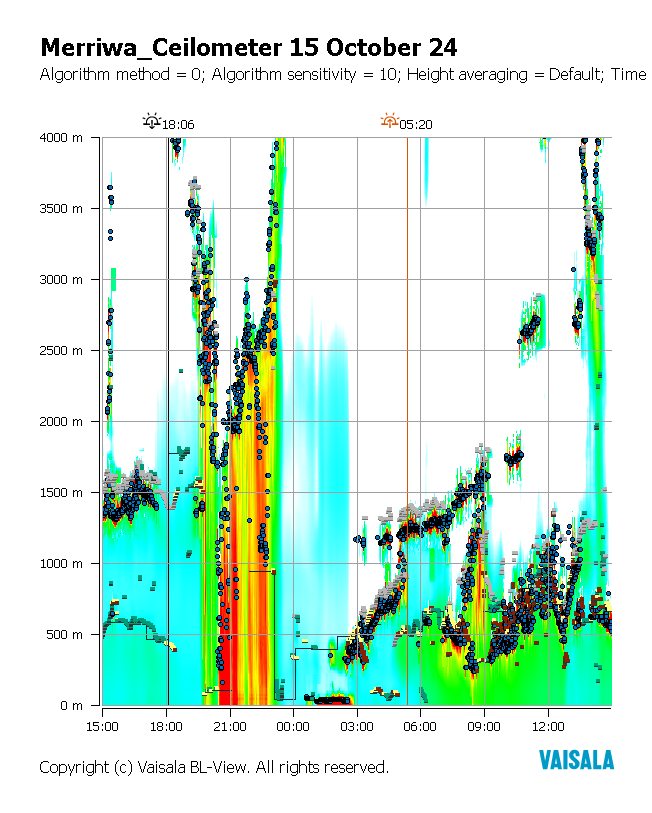 Merriwa_Ceilometer 15 October 24
Algorithm method = 0; Algorithm sensitivity = 10; Height averaging = Default; Time
18:06 05:20
4000 m
3500 m
3000 m
2500 m
2000 m
1500 m
1000 m
500 m
0 m
15:00 18:00 21:00 00:00 03:00 06:00 09:00 12:00
Copyright (c) Vaisala BL-View. All rights reserved.
VAISALA